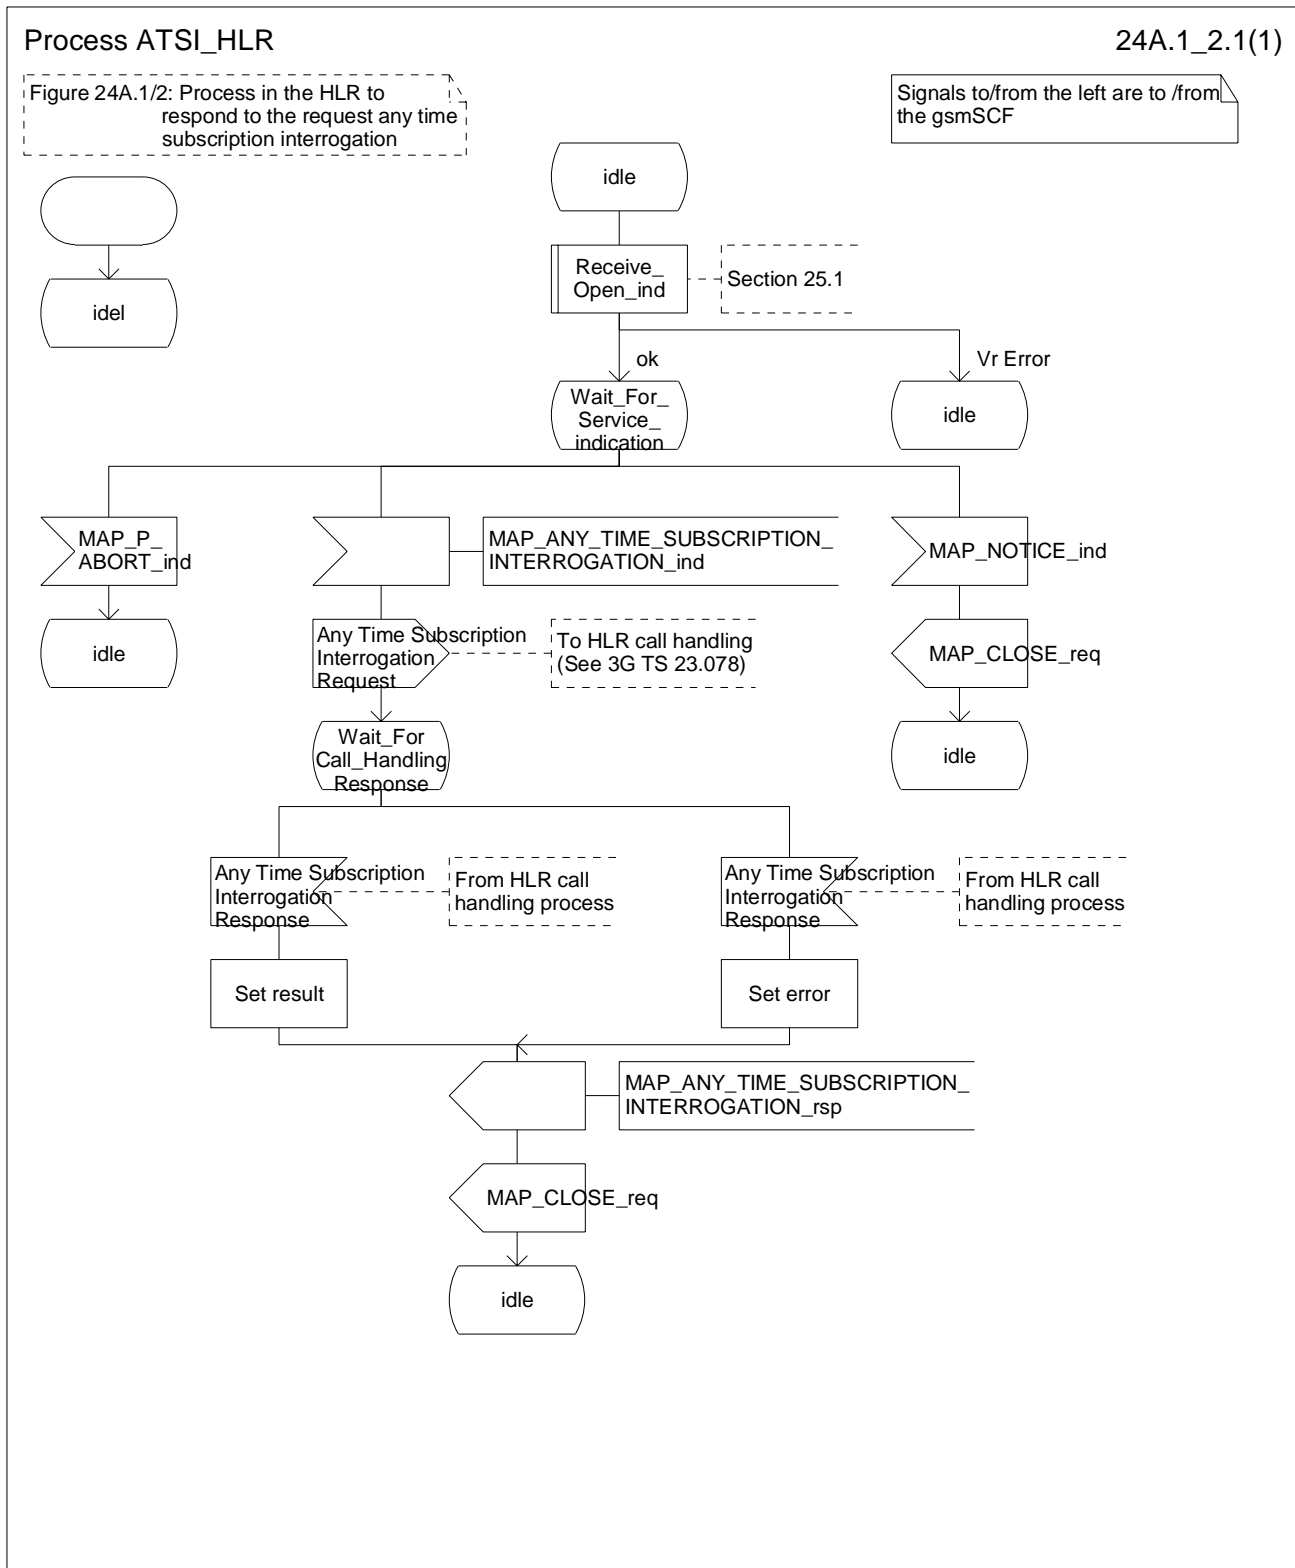 Process ATSI_HLR
24A.1_2.1(1)
Figure 24A.1/2: Process in the HLR to
respond to the request any time
subscription interrogation
Signals to/from the left are to /from
the gsmSCF
idle
idel
Receive_
Open_ind
Section 25.1
ok
Vr Error
Wait_For_
Service_
indication
idle
MAP_P_
ABORT_ind
MAP_ANY_TIME_SUBSCRIPTION_
INTERROGATION_ind
MAP_NOTICE_ind
idle
Any Time Subscription
Interrogation
Request
To HLR call handling
(See 3G TS 23.078)
MAP_CLOSE_req
Wait_For
Call_Handling
Response
idle
Any Time Subscription
Interrogation
Response
From HLR call
handling process
Any Time Subscription
Interrogation
Response
From HLR call
handling process
Set result
Set error
MAP_ANY_TIME_SUBSCRIPTION_
INTERROGATION_rsp
MAP_CLOSE_req
idle